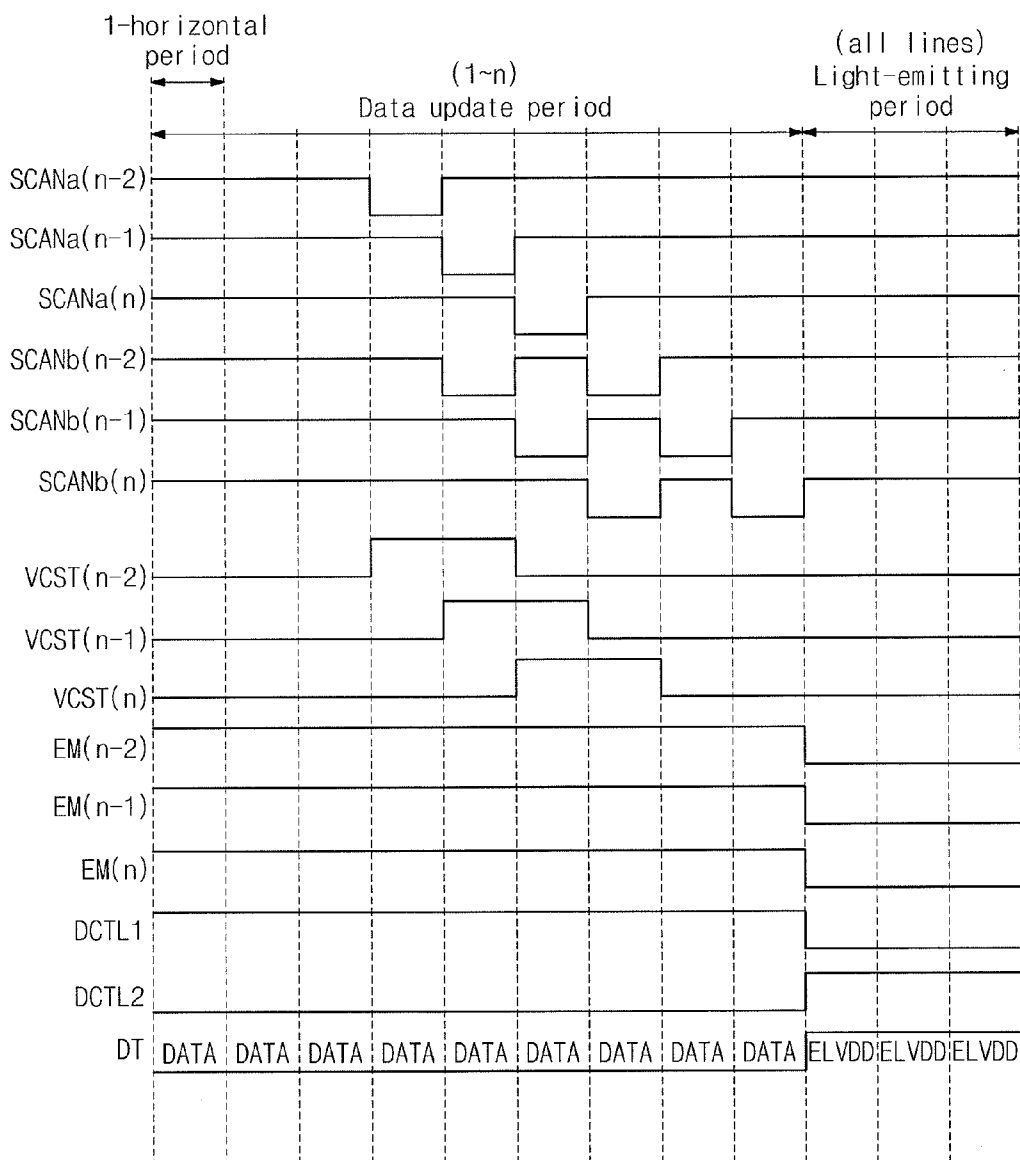 1-horizontal
period
(1~n)
Data update period
(all lines)
Light-emitting
period
SCANa(n-2)
SCANa(n-1)
SCANa(n)
SCANb(n-2)
SCANb(n-1)
SCANb(n)
VCST(n-2)
VCST(n-1)
VCST(n)
EM(n-2)
EM(n-1)
EM(n)
DCTL1
DCTL2
DT DATA DATA DATA DATA DATA DATA DATA DATA DATA ELVDD ELVDD ELVDD